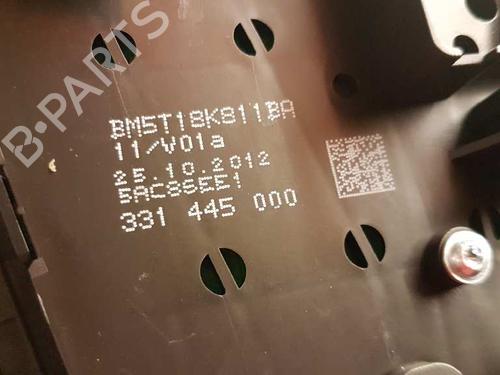 B-PARTS
BM5T18K811BA
11/V01a
25.10.2012
5AC86EE1
331 445 000